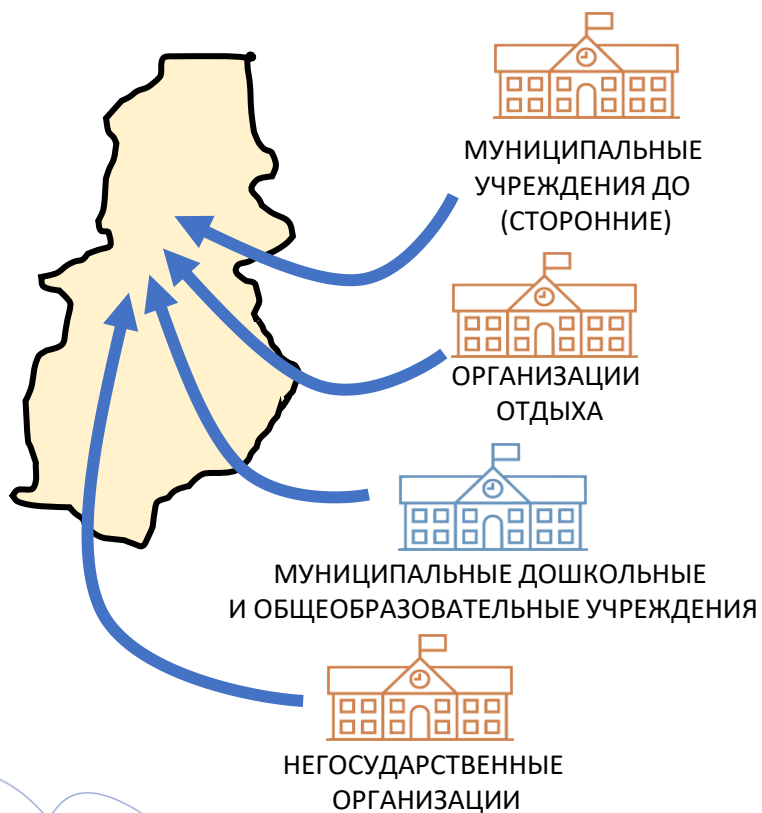 МУНИЦИПАЛЬНЫЕ
УЧРЕЖДЕНИЯ ДО
(СТОРОННИЕ)
ОРГАНИЗАЦИИ
ОТДЫХА
МУНИЦИПАЛЬНЫЕ ДОШКОЛЬНЫЕ
И ОБЩЕОБРАЗОВАТЕЛЬНЫЕ УЧРЕЖДЕНИЯ
НЕГОСУДАРСТВЕННЫЕ
ОРГАНИЗАЦИИ